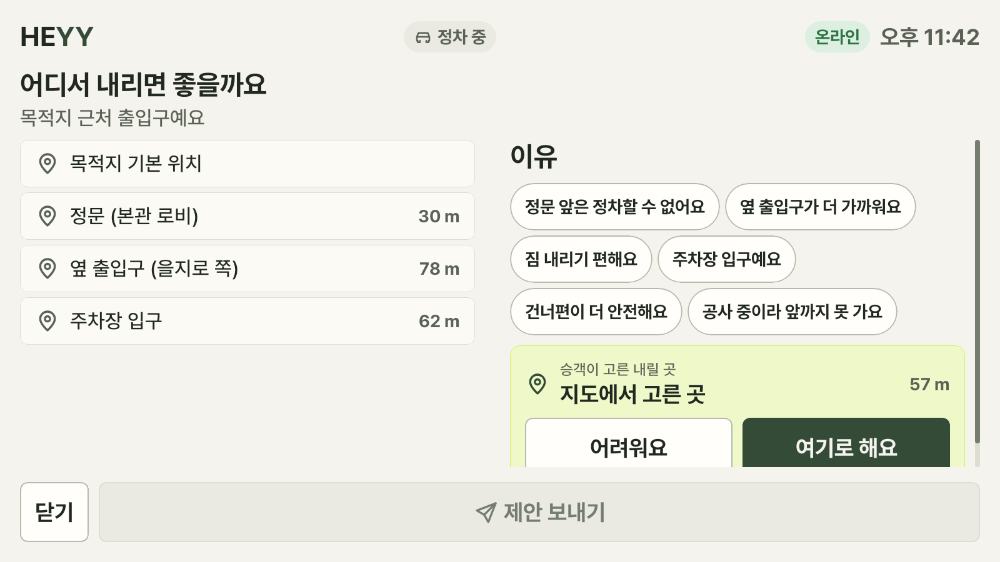 HEYY
정차 중
온라인 오후 11:42
어디서 내리면 좋을까요
목적지 근처 출입구예요
목적지 기본 위치
정문 (본관 로비) 30 m
옆 출입구 (을지로 쪽) 78 m
주차장 입구 62 m
이유
정문 앞은 정차할 수 없어요 옆 출입구가 더 가까워요
짐 내리기 편해요 주차장 입구예요
건너편이 더 안전해요 공사 중이라 앞까지 못 가요
승객이 고른 내릴 곳
지도에서 고른 곳 57 m
어려워요 여기로 해요
닫기 제안 보내기